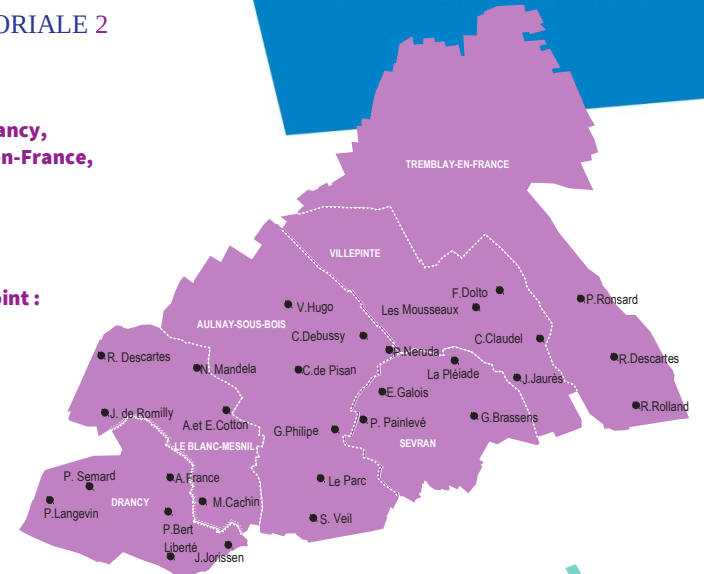 ORIALE 2
ancy,
n-France,
int :
TREMBLAY-EN-FRANCE
VILLEPINTE
F.Dolto
P.Ronsard
V.Hugo
Les Mousseaux
AULNAY-SOUS-BOIS
C.Debussy
C.Claudel
P.Neruda
R. Descartes
R.Descartes
N. Mandela
C.de Pisan
La Pléiade
J.Jaurès
E.Galois
R.Rolland
J. de Romilly
A.et E.Cotton
G.Philipe
P. Painlevé
G.Brassens
LE BLANC-MESNIL
SEVRAN
P. Semard
A.France
Le Parc
DRANCY
M.Cachin
P.Langevin
S. Veil
P.Bert
Liberté
J.Jorissen